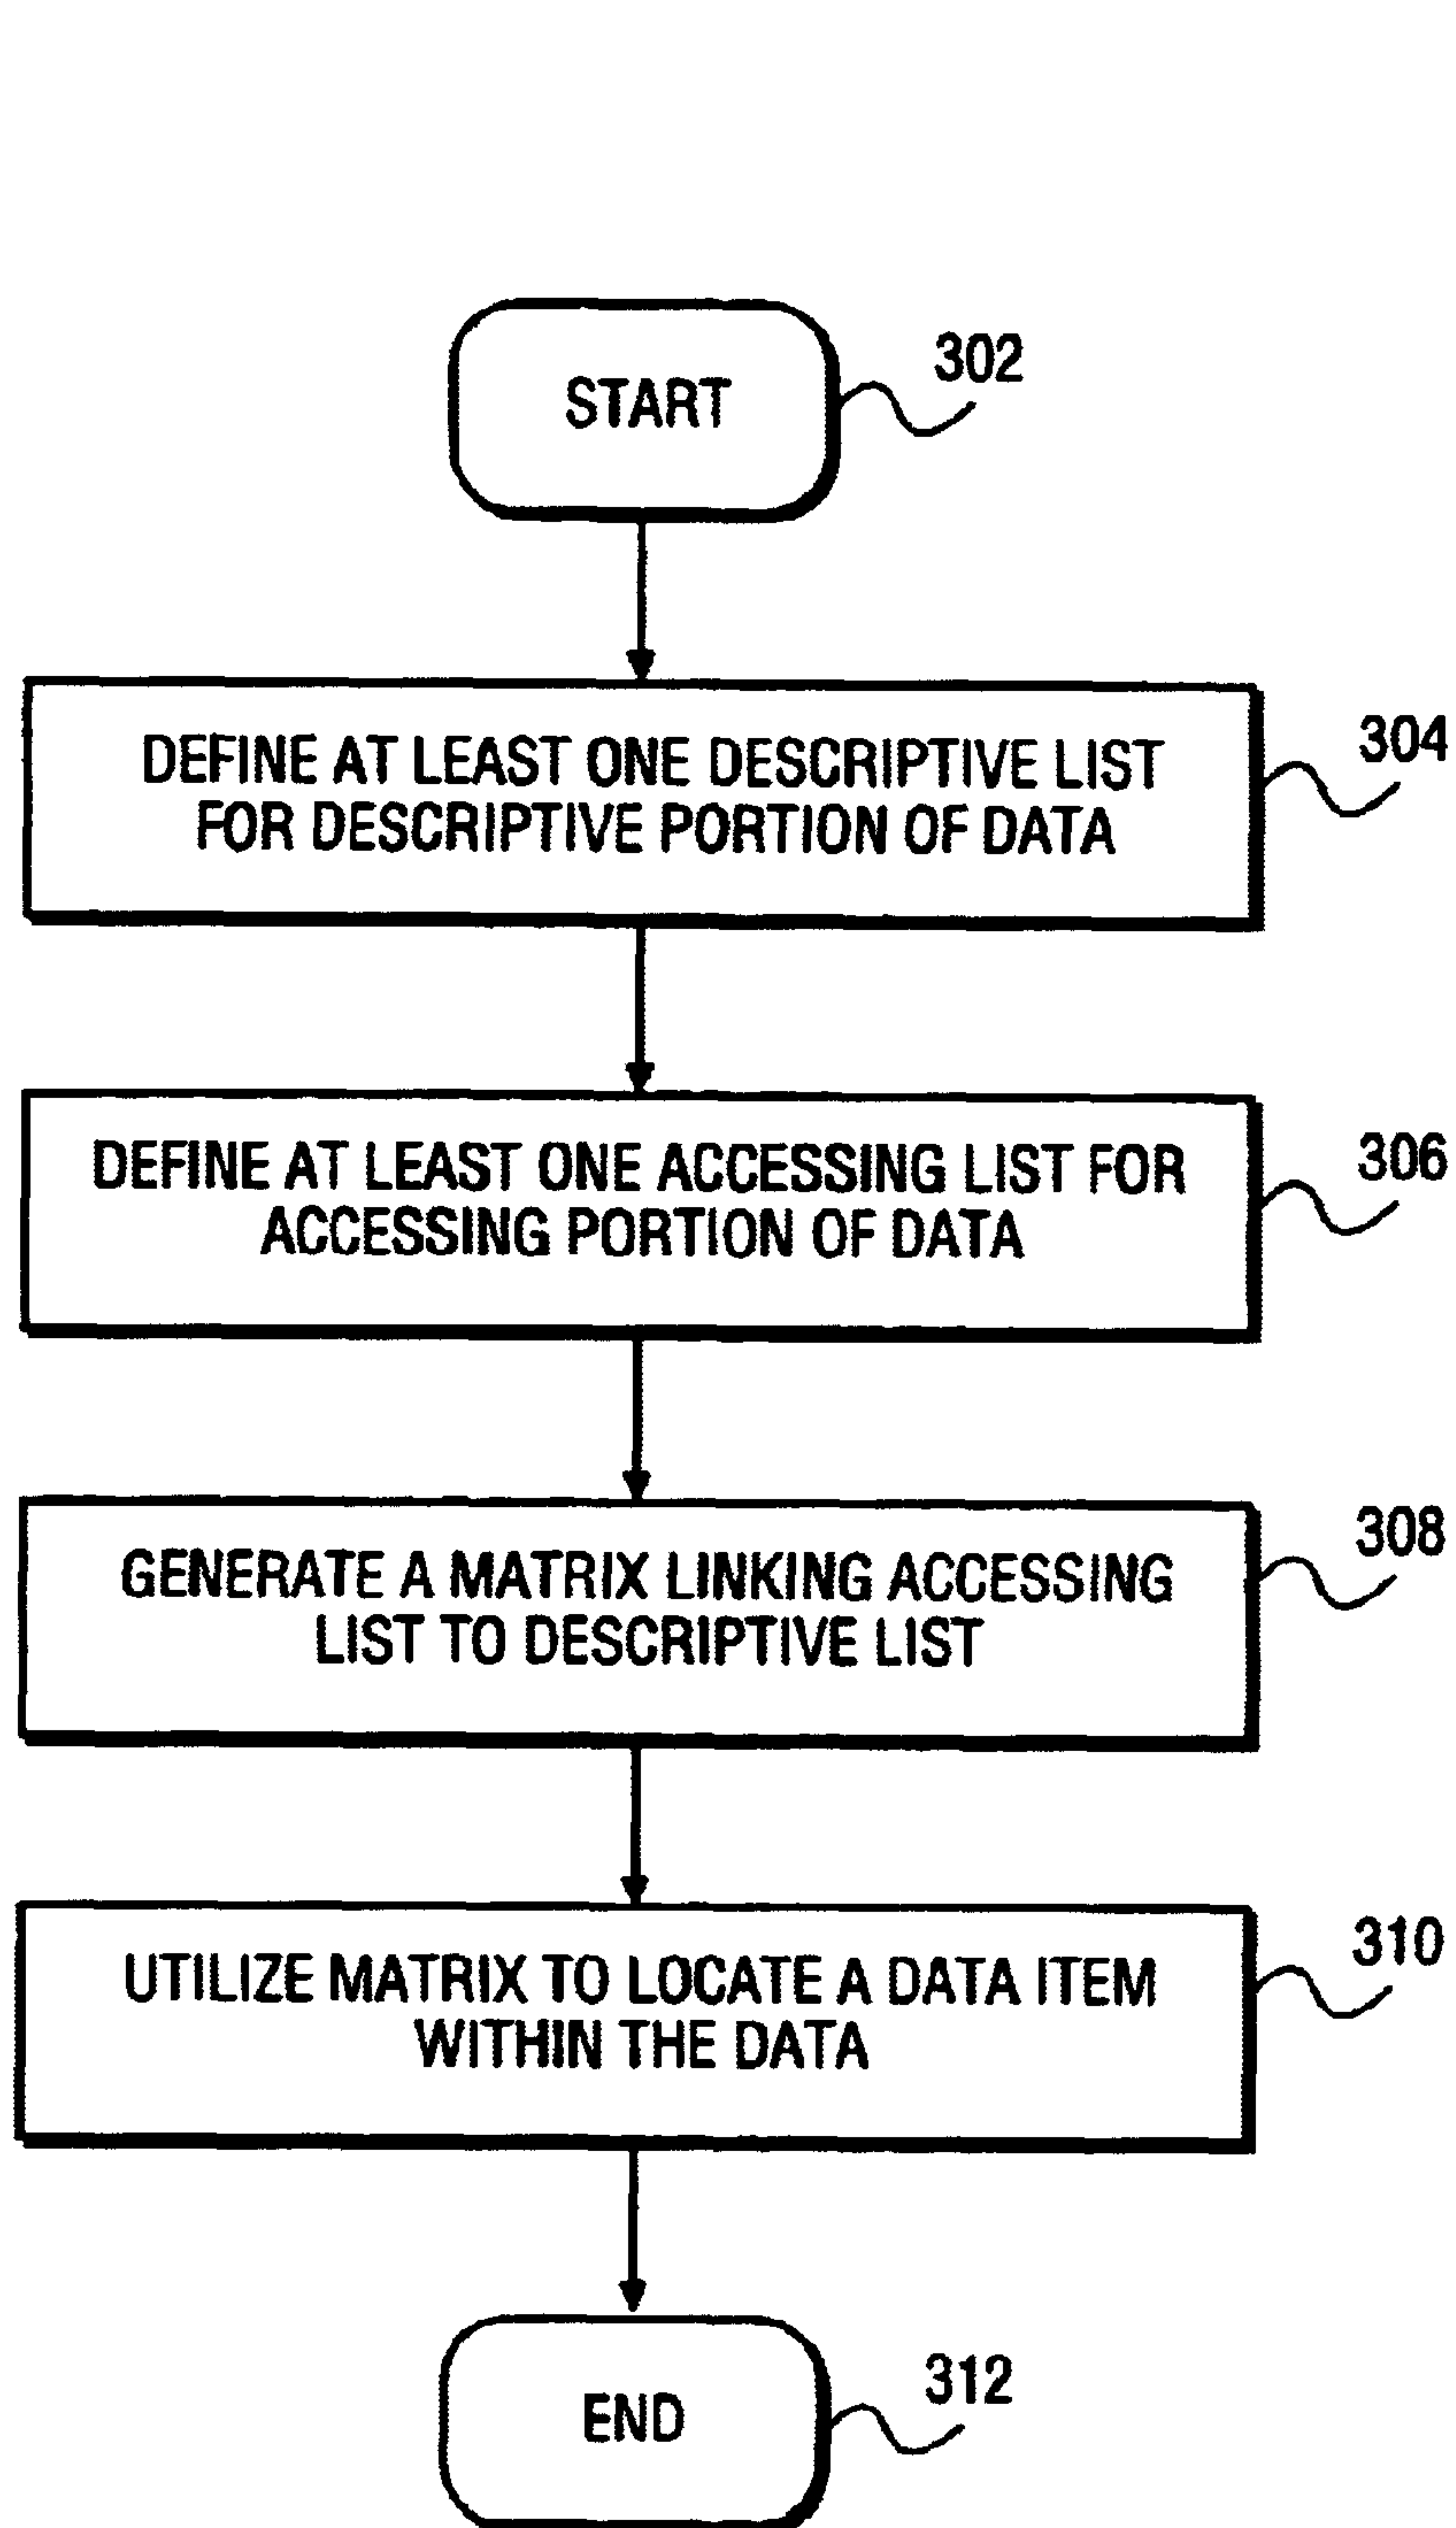 START
302
DEFINE AT LEAST ONE DESCRIPTIVE LIST
FOR DESCRIPTIVE PORTION OF DATA
304
DEFINE AT LEAST ONE ACCESSING LIST FOR
ACCESSING PORTION OF DATA
306
GENERATE A MATRIX LINKING ACCESSING
LIST TO DESCRIPTIVE LIST
308
UTILIZE MATRIX TO LOCATE A DATA ITEM
WITHIN THE DATA
310
END
312